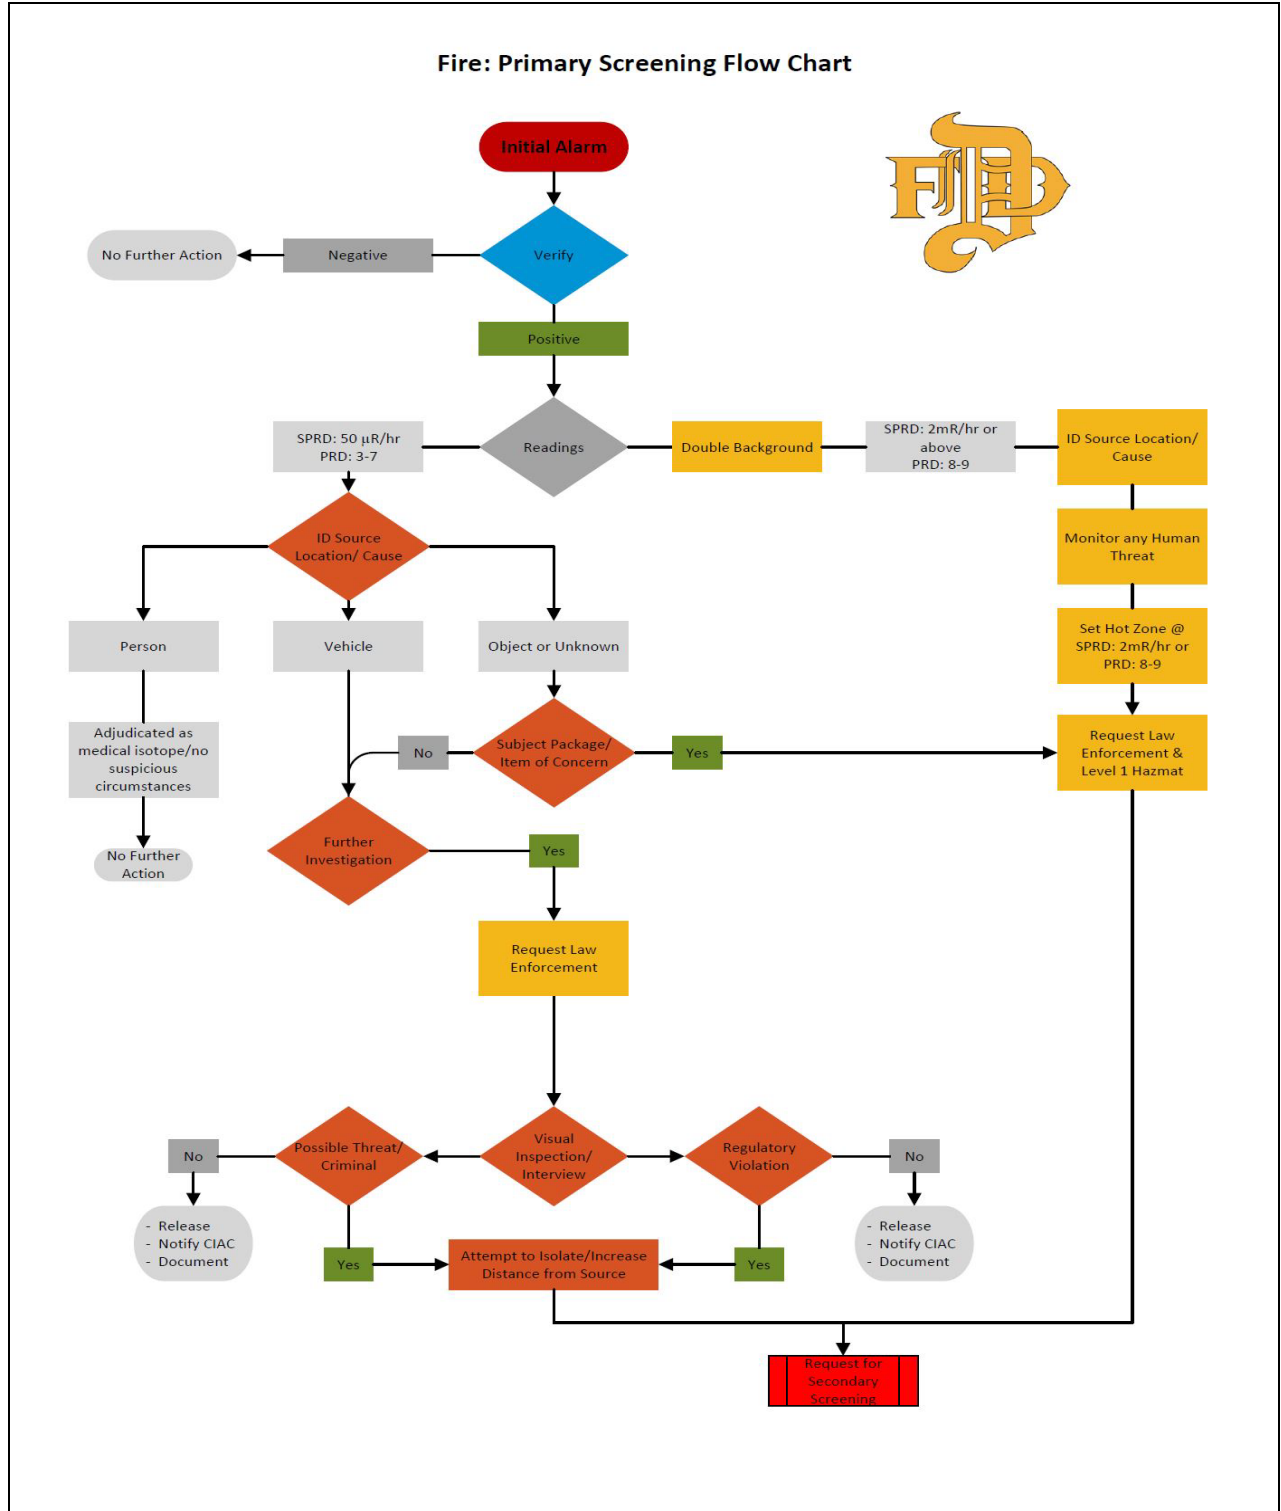 Fire: Primary Screening Flow Chart
Initial Alarm
FDD
No Further Action
Negative
Verify
Positive
SPRD: 50 μR/hr
PRD: 3-7
Readings
Double Background
SPRD: 2mR/hr or
above
PRD: 8-9
ID Source Location/
Cause
ID Source
Location/ Cause
Monitor any Human
Threat
Person
Vehicle
Object or Unknown
Set Hot Zone @
SPRD: 2mR/hr or
PRD: 8-9
Adjudicated as
medical isotope/no
suspicious
circumstances
No
Subject Package/
Item of Concern
Yes
Request Law
Enforcement &
Level 1 Hazmat
No Further
Action
Further
Investigation
Yes
Request Law
Enforcement
No
Possible Threat/
Criminal
Visual
Inspection/
Interview
Regulatory
Violation
No
- Release
- Notify CIAC
- Document
Yes
Attempt to Isolate/Increase
Distance from Source
Yes
- Release
- Notify CIAC
- Document
Request for
Secondary
Screening